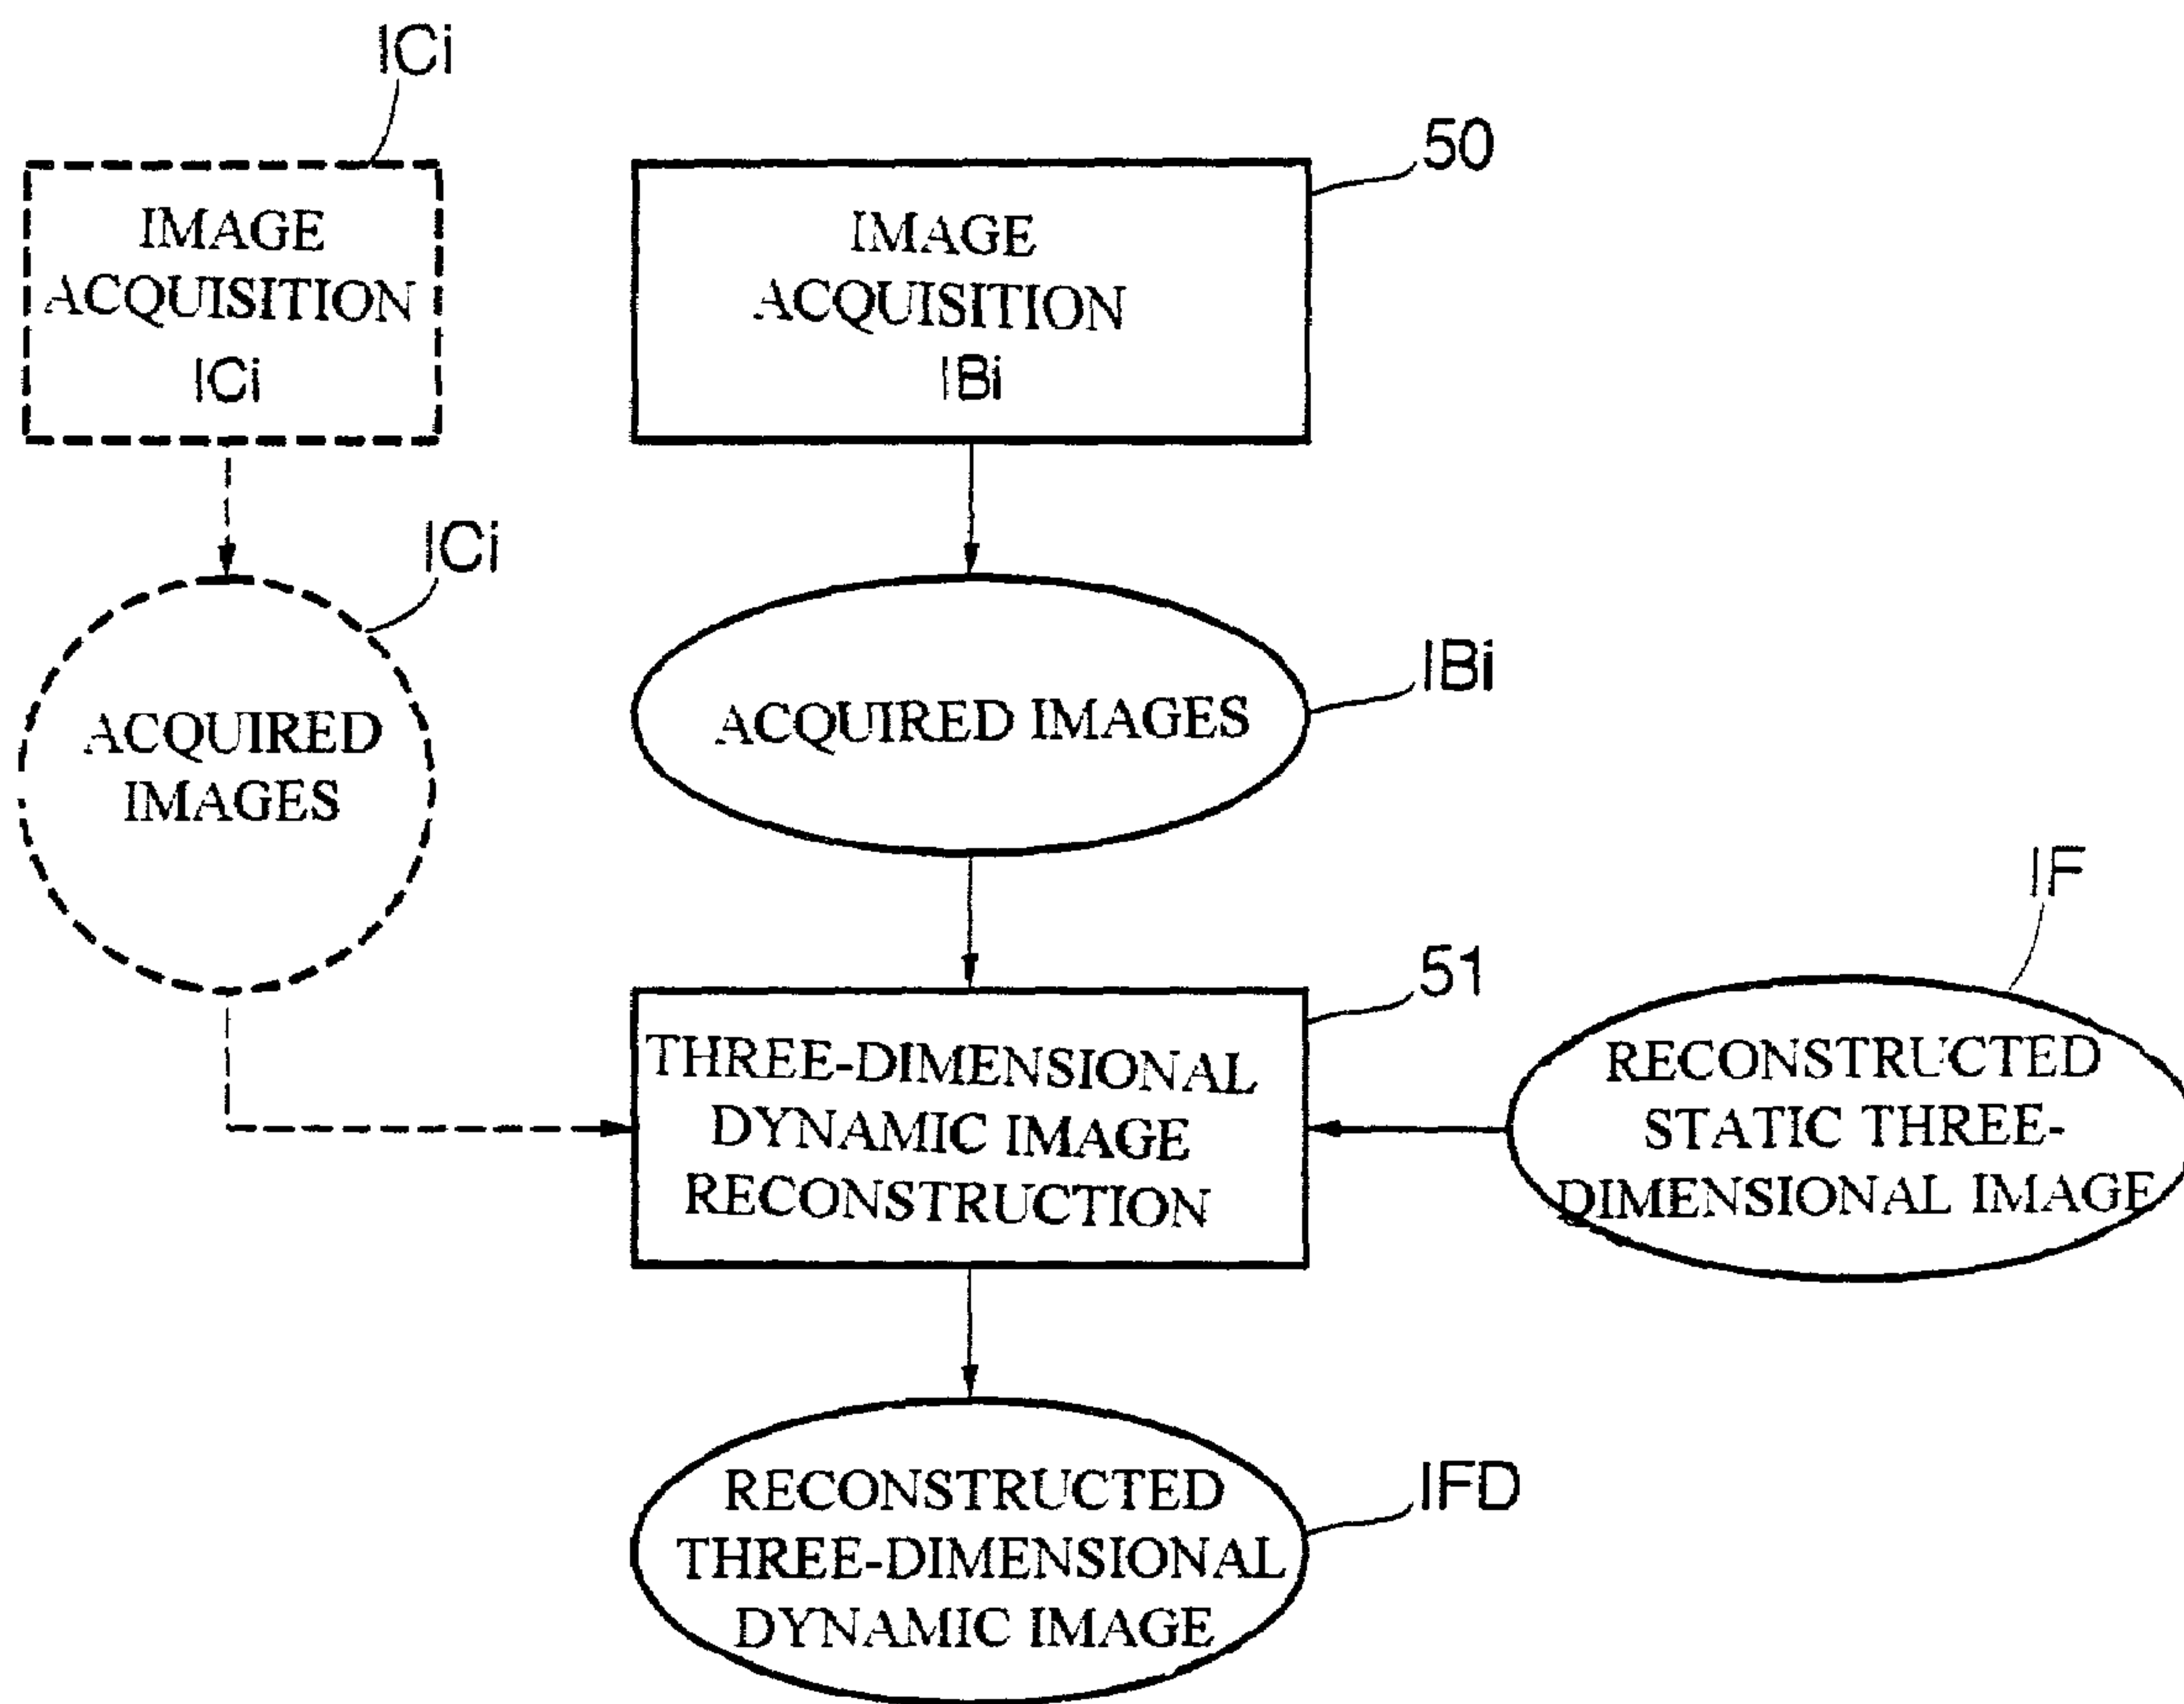 ICi
IMAGE
ACQUISITION
ICi
50
IMAGE
ACQUISITION
IBi
ICi
ACQUIRED
IMAGES
IBi
ACQUIRED IMAGES
IF
RECONSTRUCTED
STATIC THREE-
DIMENSIONAL IMAGE
51
THREE-DIMENSIONAL
DYNAMIC IMAGE
RECONSTRUCTION
IFD
RECONSTRUCTED
THREE-DIMENSIONAL
DYNAMIC IMAGE